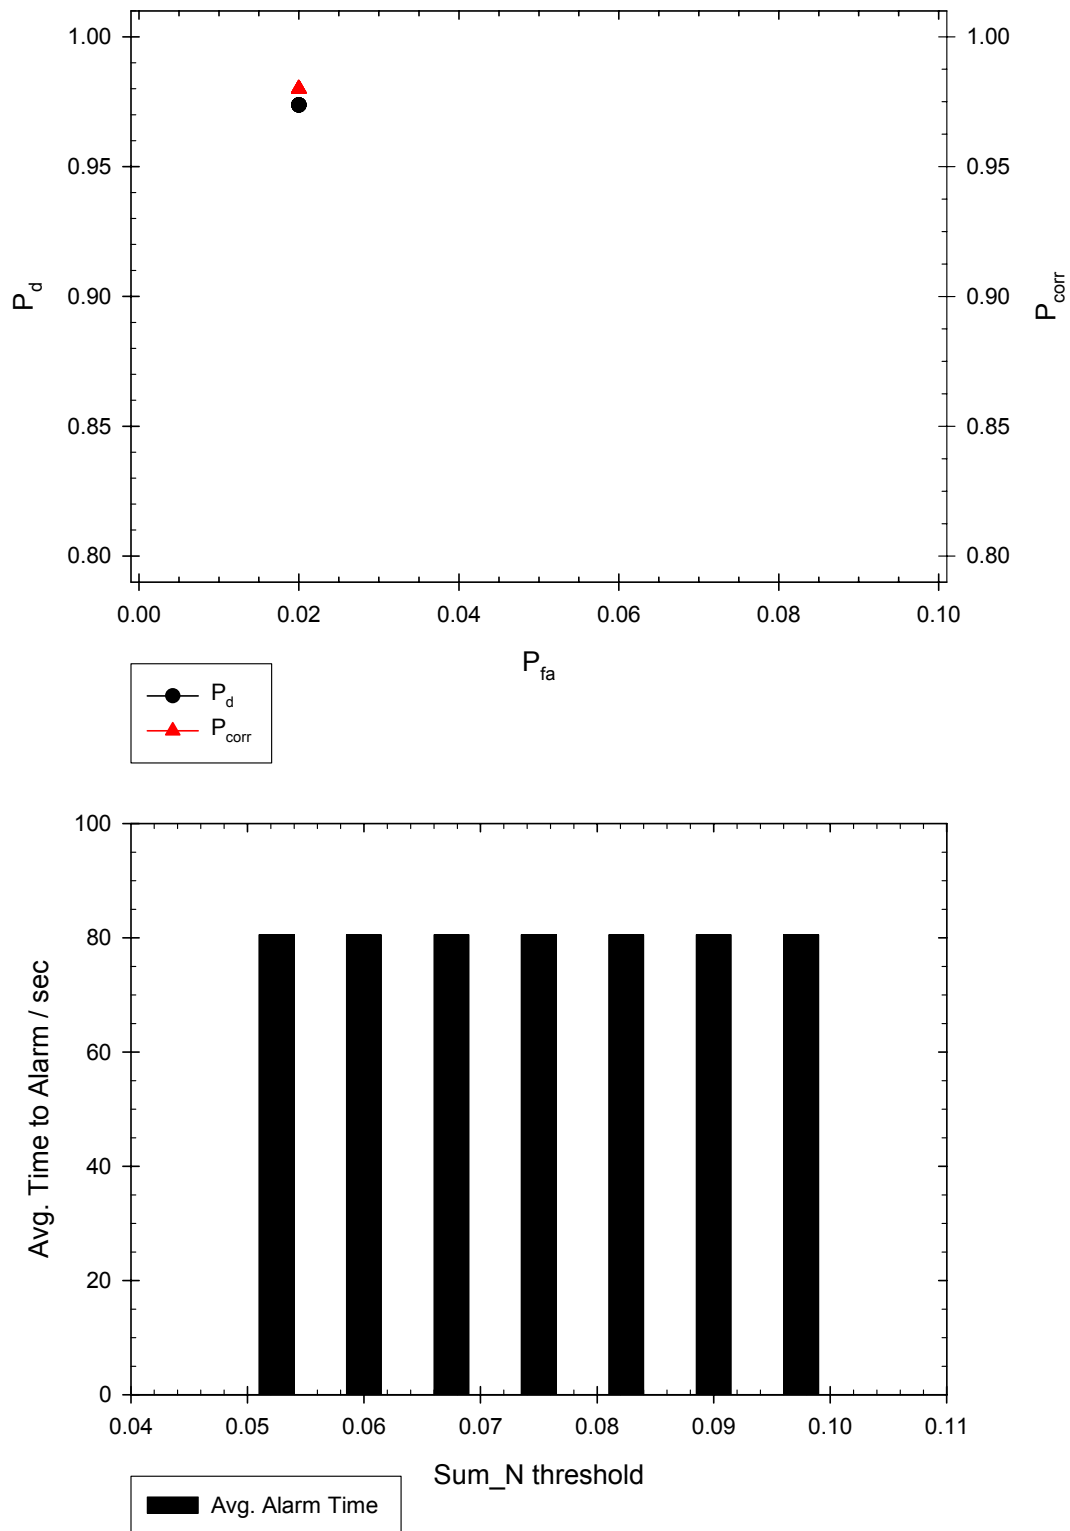 1.00
1.00
0.95
0.95
P_d
0.90
0.90
P_corr
0.85
0.85
0.80
0.80
0.00 0.02 0.04 0.06 0.08 0.10
P_fa
P_d
P_corr
100
80
60
Avg. Time to Alarm / sec
40
20
0
0.04 0.05 0.06 0.07 0.08 0.09 0.10 0.11
Sum_N threshold
Avg. Alarm Time